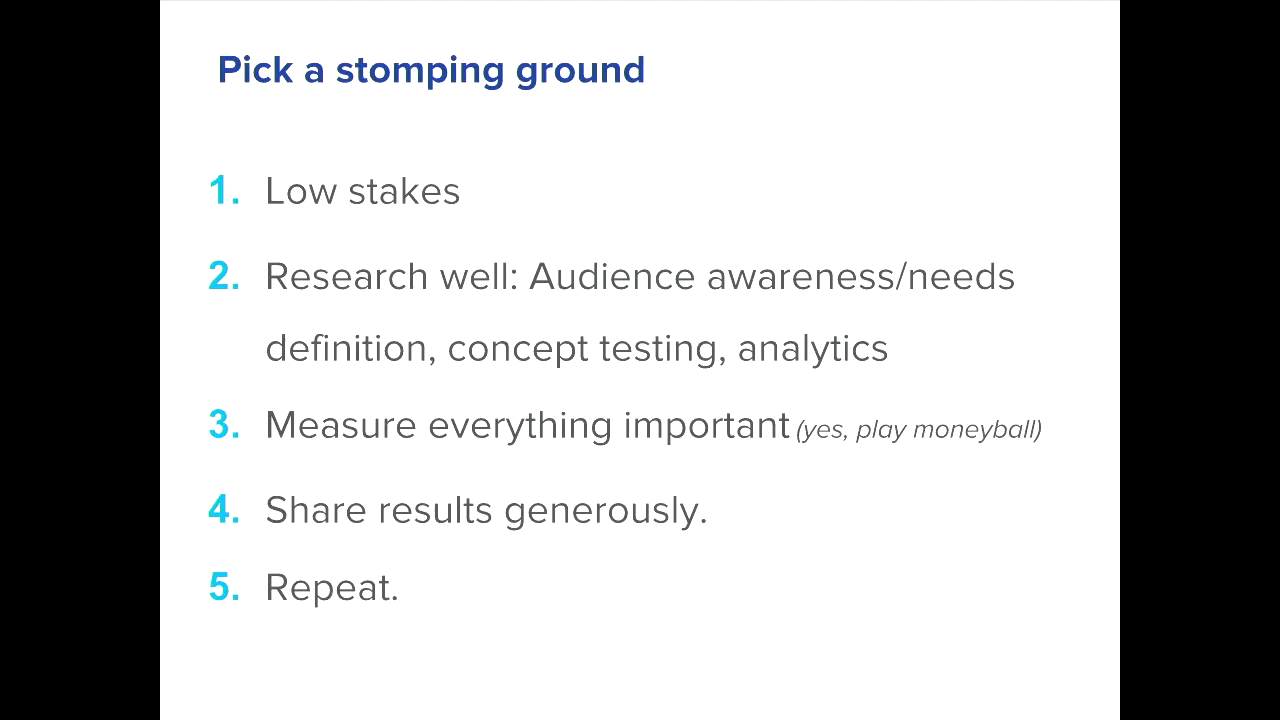 Pick a stomping ground
1. Low stakes
2. Research well: Audience awareness/needs
definition, concept testing, analytics
3. Measure everything important (yes, play moneyball)
4. Share results generously.
5. Repeat.